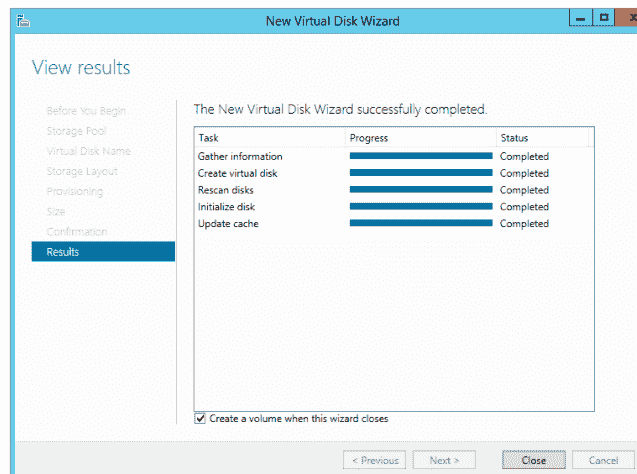 New Virtual Disk Wizard
View results
Before You Begin
Storage Pool
Virtual Disk Name
Storage Layout
Provisioning
Size
Confirmation
Results
The New Virtual Disk Wizard successfully completed.
Task Progress Status
Gather information Completed
Create virtual disk Completed
Rescan disks Completed
Initialize disk Completed
Update cache Completed
Create a volume when this wizard closes
< Previous Next > Close Cancel